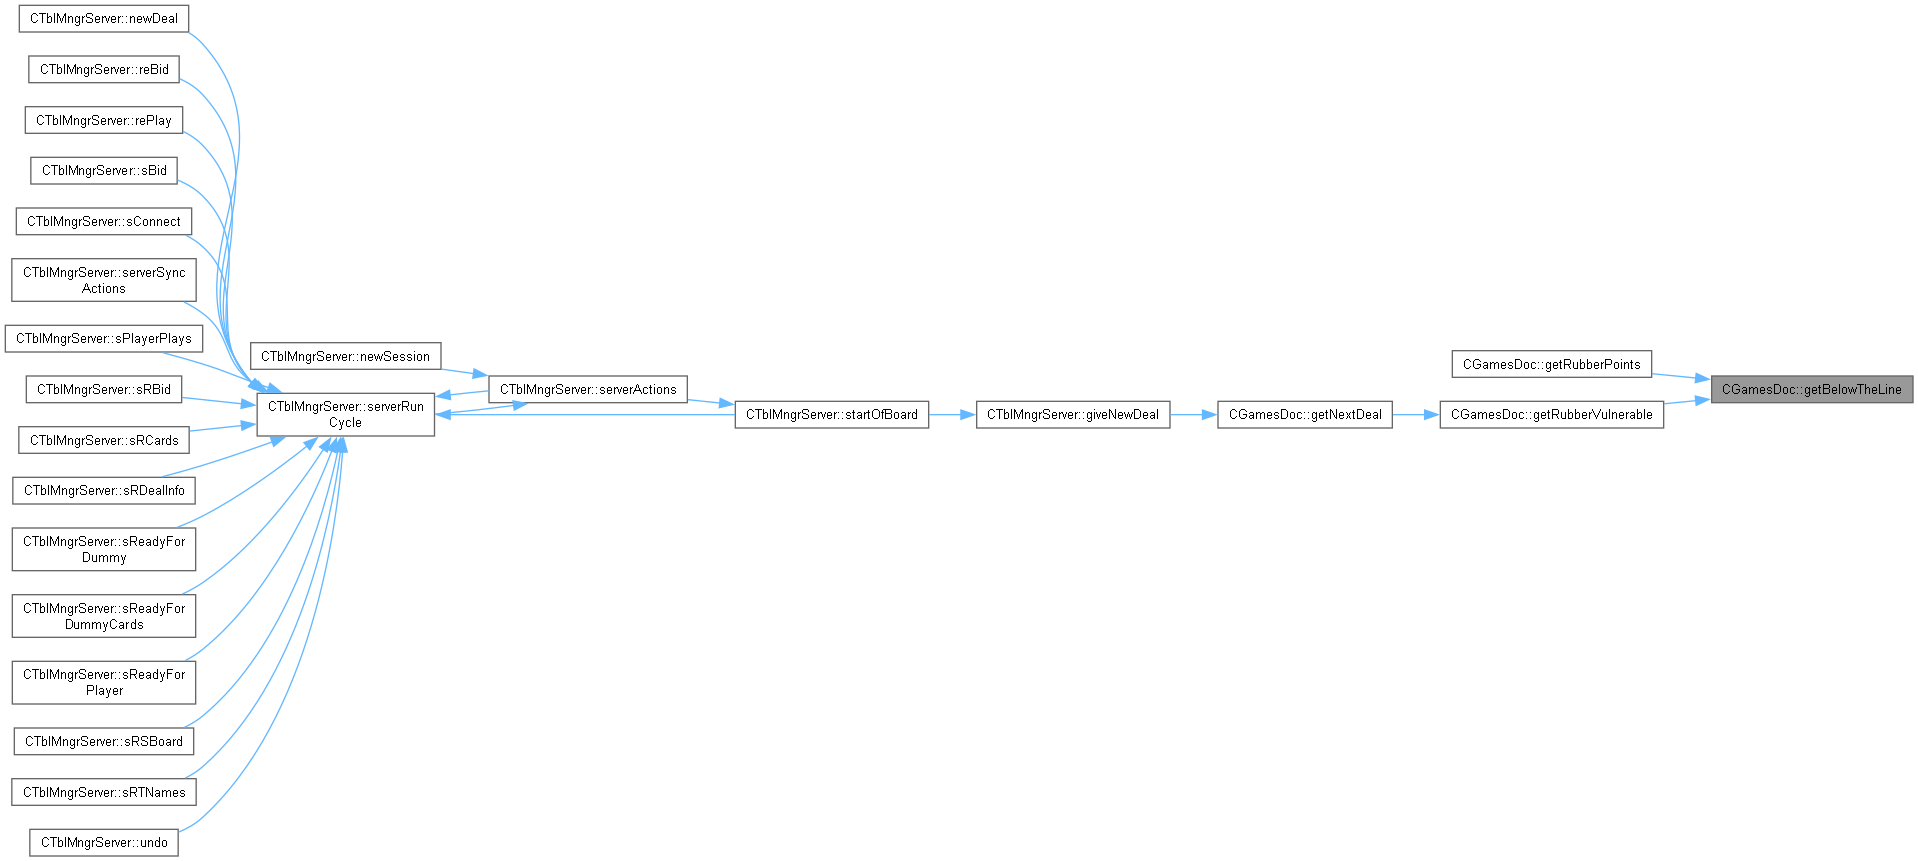 CTblMngrServer::newDeal
CTblMngrServer::reBid
CTblMngrServer::rePlay
CTblMngrServer::sBid
CTblMngrServer::sConnect
CTblMngrServer::serverSync
Actions
CTblMngrServer::sPlayerPlays
CTblMngrServer::sRBid
CTblMngrServer::sRCards
CTblMngrServer::sRDealInfo
CTblMngrServer::sReadyFor
Dummy
CTblMngrServer::sReadyFor
DummyCards
CTblMngrServer::sReadyFor
Player
CTblMngrServer::sRSBoard
CTblMngrServer::sRTNames
CTblMngrServer::undo
CTblMngrServer::newSession
CTblMngrServer::serverRun
Cycle
CTblMngrServer::serverActions
CTblMngrServer::startOfBoard
CTblMngrServer::giveNewDeal
CGamesDoc::getNextDeal
CGamesDoc::getRubberPoints
CGamesDoc::getRubberVulnerable
CGamesDoc::getBelowTheLine